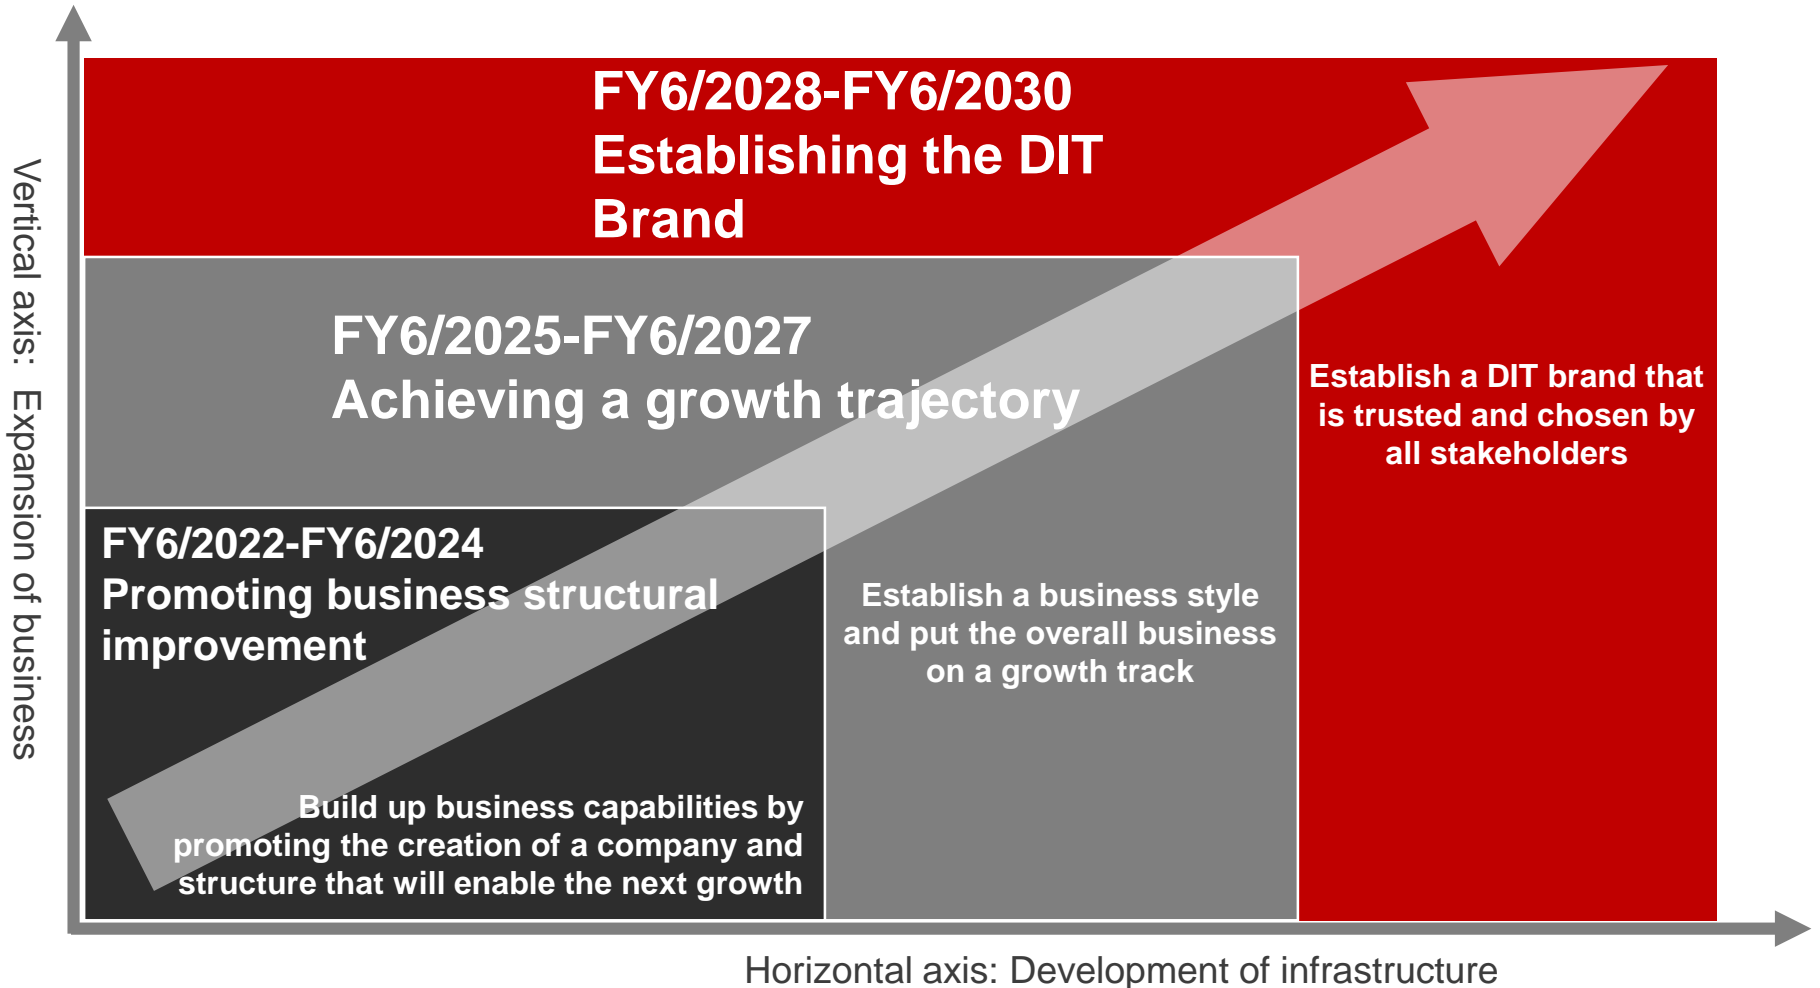 FY6/2028-FY6/2030
Establishing the DIT
Brand
FY6/2025-FY6/2027
Achieving a growth trajectory
Establish a DIT brand that
is trusted and chosen by
all stakeholders
FY6/2022-FY6/2024
Promoting business structural
improvement
Establish a business style
and put the overall business
on a growth track
Build up business capabilities by
promoting the creation of a company and
structure that will enable the next growth
Vertical axis: Expansion of business
Horizontal axis: Development of infrastructure